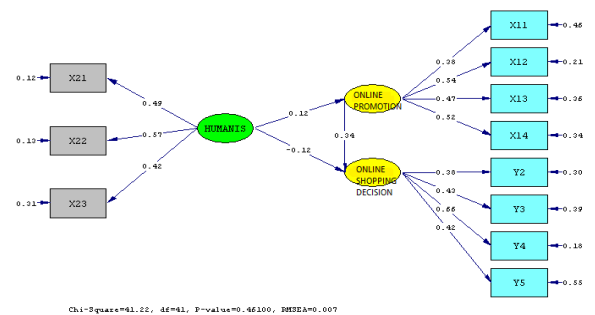 X11
0.46
0.12
X21
0.38
X12
0.21
0.49
0.54
ONLINE
PROMOTION
0.47
X13
0.36
0.12
0.52
HUMANIS
X14
0.34
0.13
X22
0.57
0.34
-0.12
ONLINE
SHOPPING
DECISION
0.38
Y2
0.30
0.42
0.43
Y3
0.39
0.31
X23
0.66
0.42
Y4
0.18
Y5
0.55
Chi-Square=41.22, df=41, P-value=0.46100, RMSEA=0.007